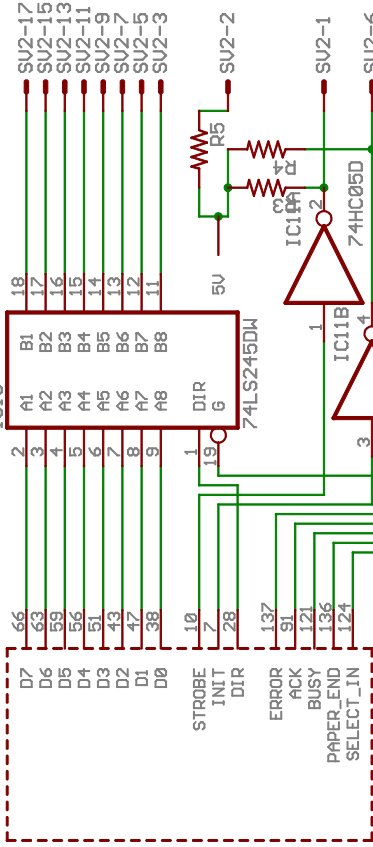 SV2-17
SV2-15
SV2-13
SV2-11
SV2-9
SV2-7
SV2-5
SV2-3
SV2-2
SV2-1
SV2-6
R5
R4
R3
IC11A
2
74HC05D
5V
18
17
16
15
14
13
12
11
1
IC11B
4
B1
B2
B3
B4
B5
B6
B7
B8
A1
A2
A3
A4
A5
A6
A7
A8
DIR
G
74LS245DW
2
3
4
5
6
7
8
9
1
19
3
66
63
59
56
51
43
47
38
10
7
28
137
91
121
136
124
D7
D6
D5
D4
D3
D2
D1
D0
STROBE
INIT
DIR
ERROR
ACK
BUSY
PAPER_END
SELECT_IN